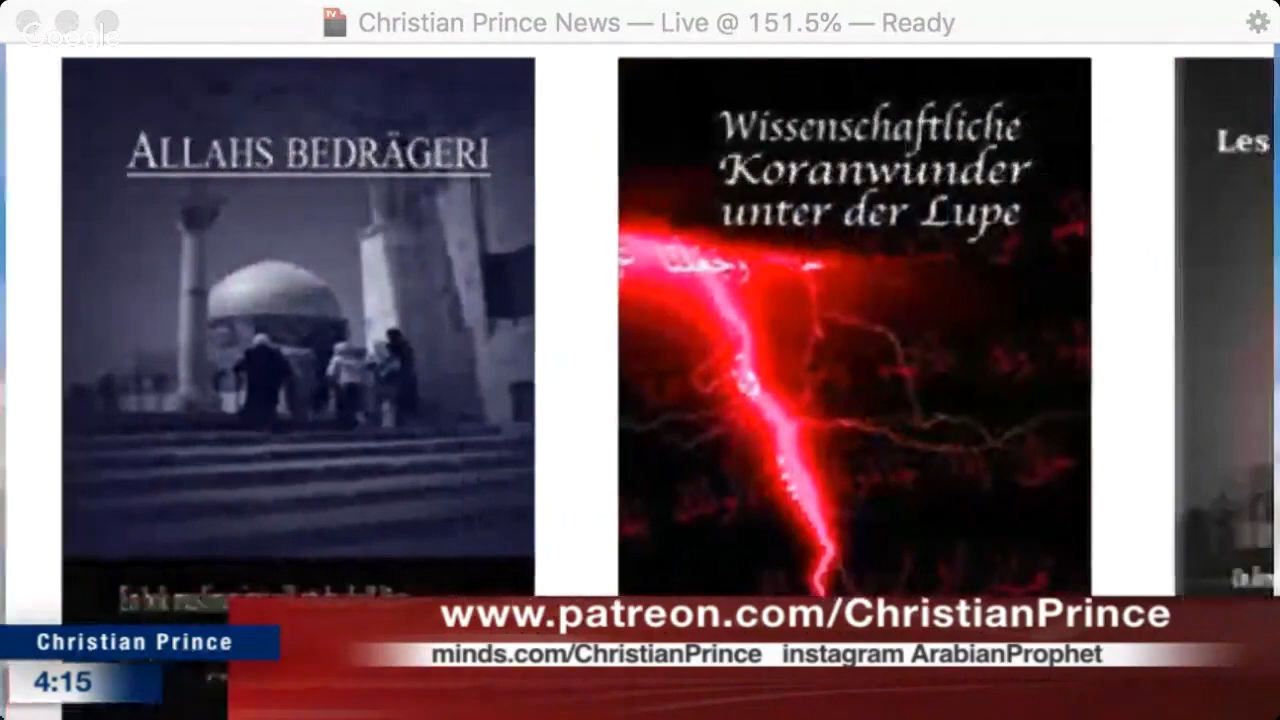 Christian Prince News — Live @ 151.5% — Ready
Google
ALLAHS BEDRÄGERI
Wissenschaftliche
Koranwunder
unter der Lupe
Les
www.patreon.com/ChristianPrince
Christian Prince
minds.com/ChristianPrince instagram ArabianProphet
4:15